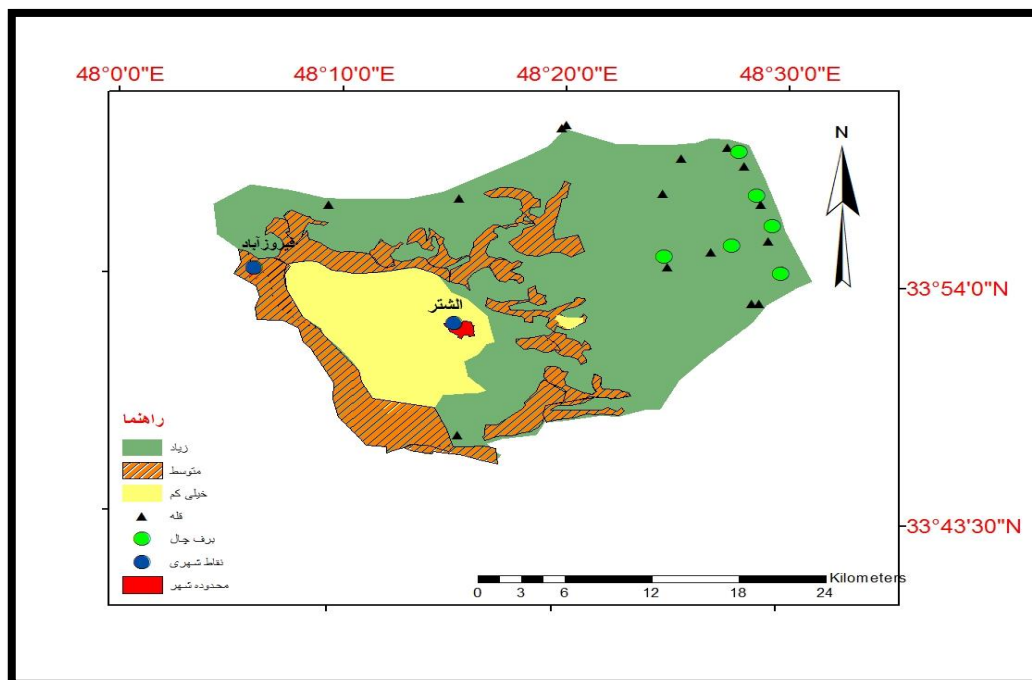 48°0'0"E 48°10'0"E 48°20'0"E 48°30'0"E
N
فیروزآباد
33°54'0"N
الشتر
راهنما
زیاد
متوسط
خیلی کم
قله
برف چال
33°43'30"N
نقاط شهری
محدوده شهر
Kilometers
0 3 6 12 18 24